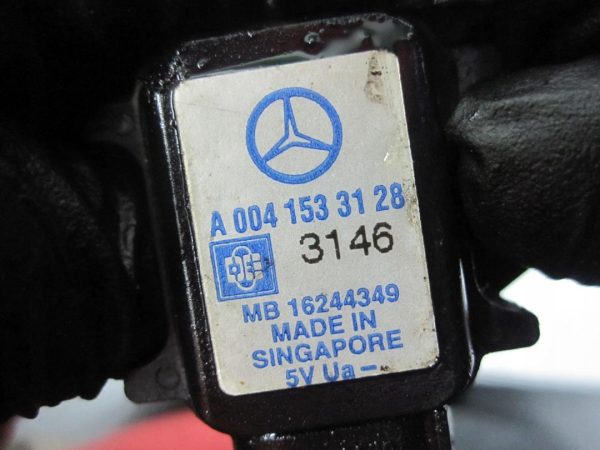 A 004 153 31 28
3146
MB 16244349
MADE IN
SINGAPORE
5V Ua –